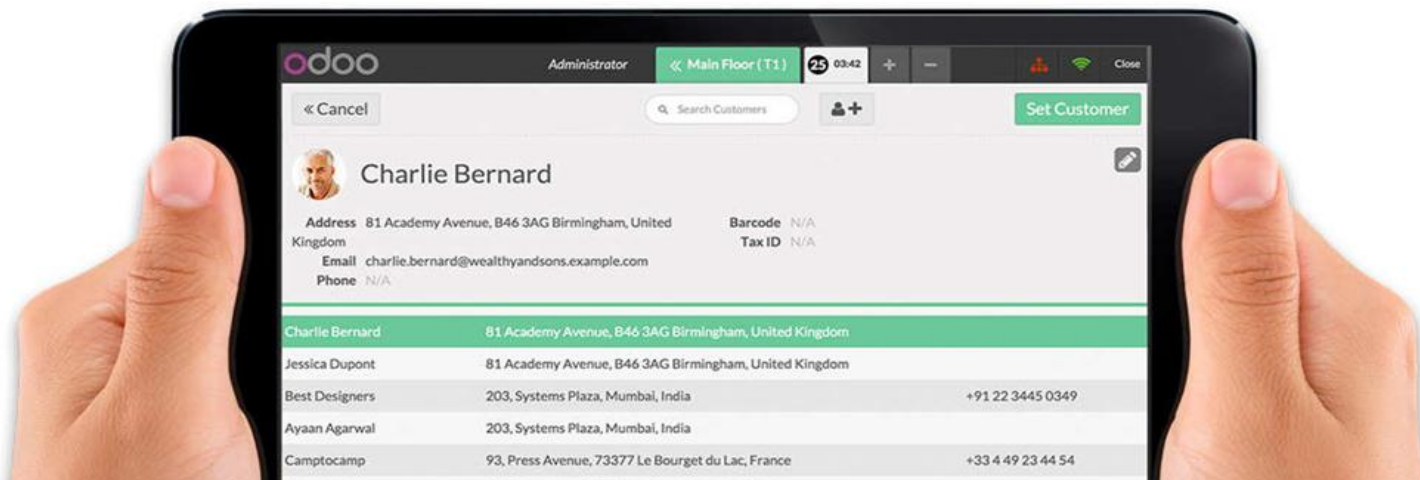 odoo Administrator « Main Floor ( T1 ) 25 03:42 + − Close
« Cancel Search Customers + Set Customer
Charlie Bernard
Address 81 Academy Avenue, B46 3AG Birmingham, United Barcode N/A
Kingdom Tax ID N/A
Email charlie.bernard@wealthyandsons.example.com
Phone N/A
Charlie Bernard 81 Academy Avenue, B46 3AG Birmingham, United Kingdom
Jessica Dupont 81 Academy Avenue, B46 3AG Birmingham, United Kingdom
Best Designers 203, Systems Plaza, Mumbai, India +91 22 3445 0349
Ayaan Agarwal 203, Systems Plaza, Mumbai, India
Camptocamp 93, Press Avenue, 73377 Le Bourget du Lac, France +33 4 49 23 44 54